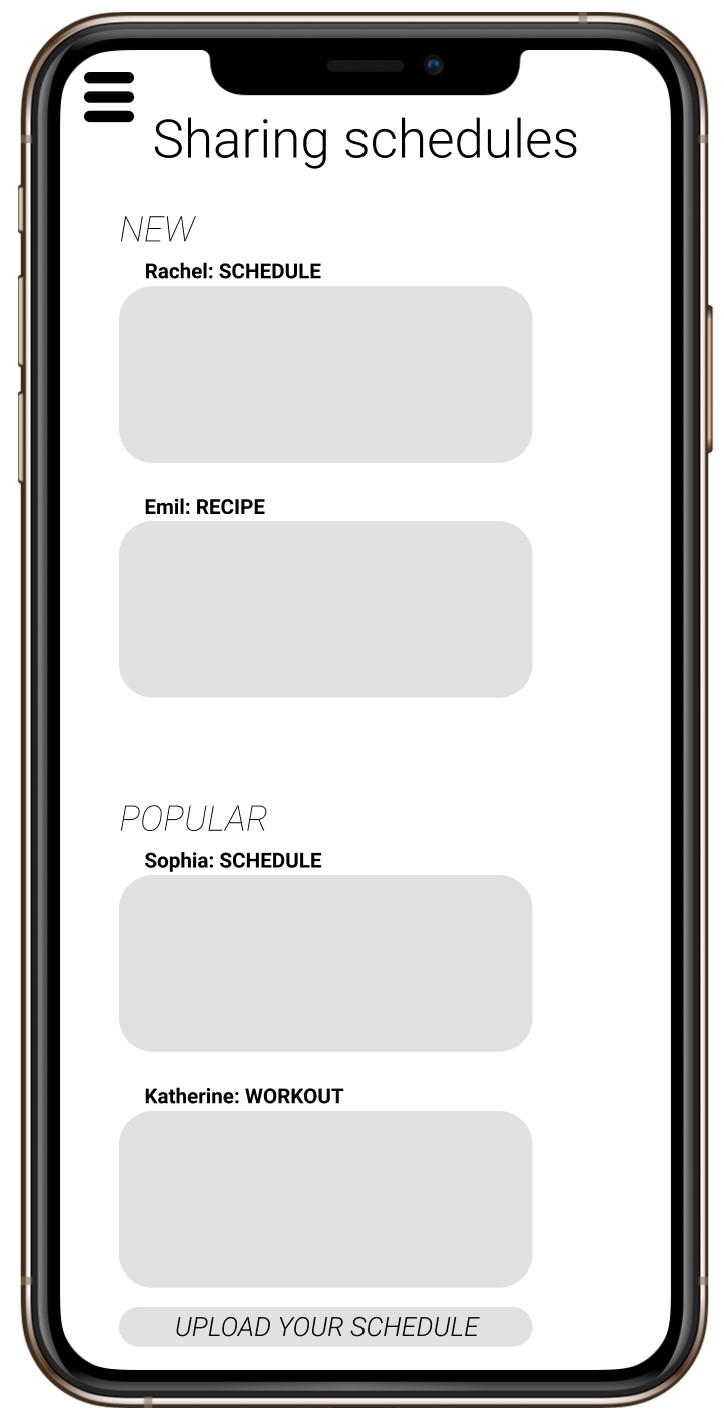 Sharing schedules
NEW
Rachel: SCHEDULE
Emil: RECIPE
POPULAR
Sophia: SCHEDULE
Katherine: WORKOUT
UPLOAD YOUR SCHEDULE